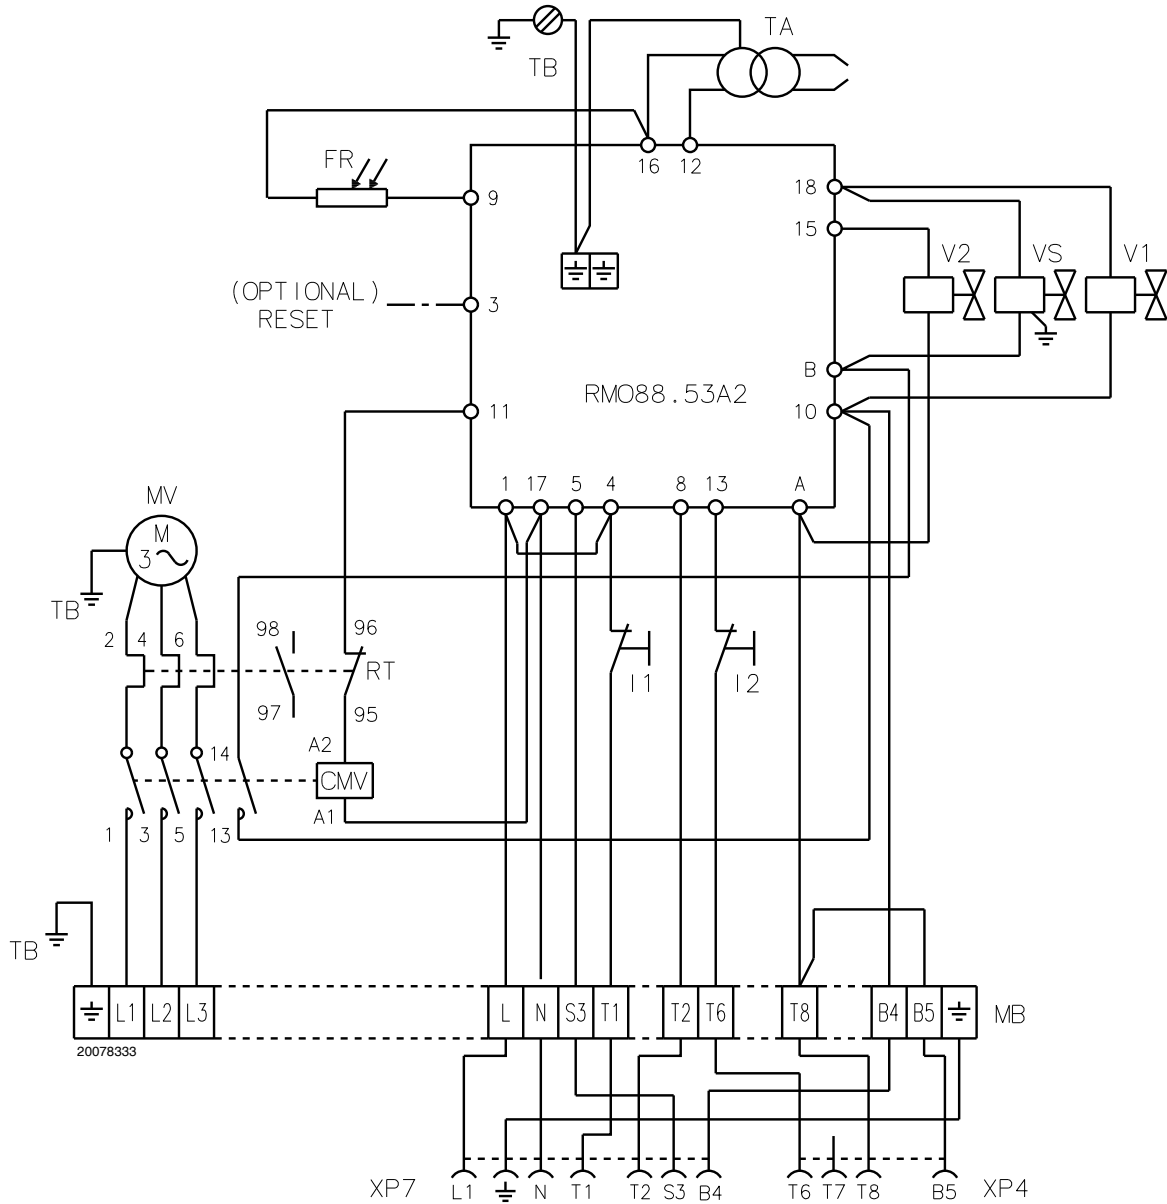 TA
TB
16 12
FR
9
18
15
V2 VS V1
(OPTIONAL)
RESET
3
B
RMO88.53A2
11
10
1 17 5 4 8 13 A
MV
M
3
TB
2 4 6
98 96
RT
I1 I2
97 95
14
A2
CMV
A1
1 3 5 13
TB
L1 L2 L3 L N S3 T1 T2 T6 T8 B4 B5 MB
20078333
XP7 L1 N T1 T2 S3 B4 T6 T7 T8 B5 XP4